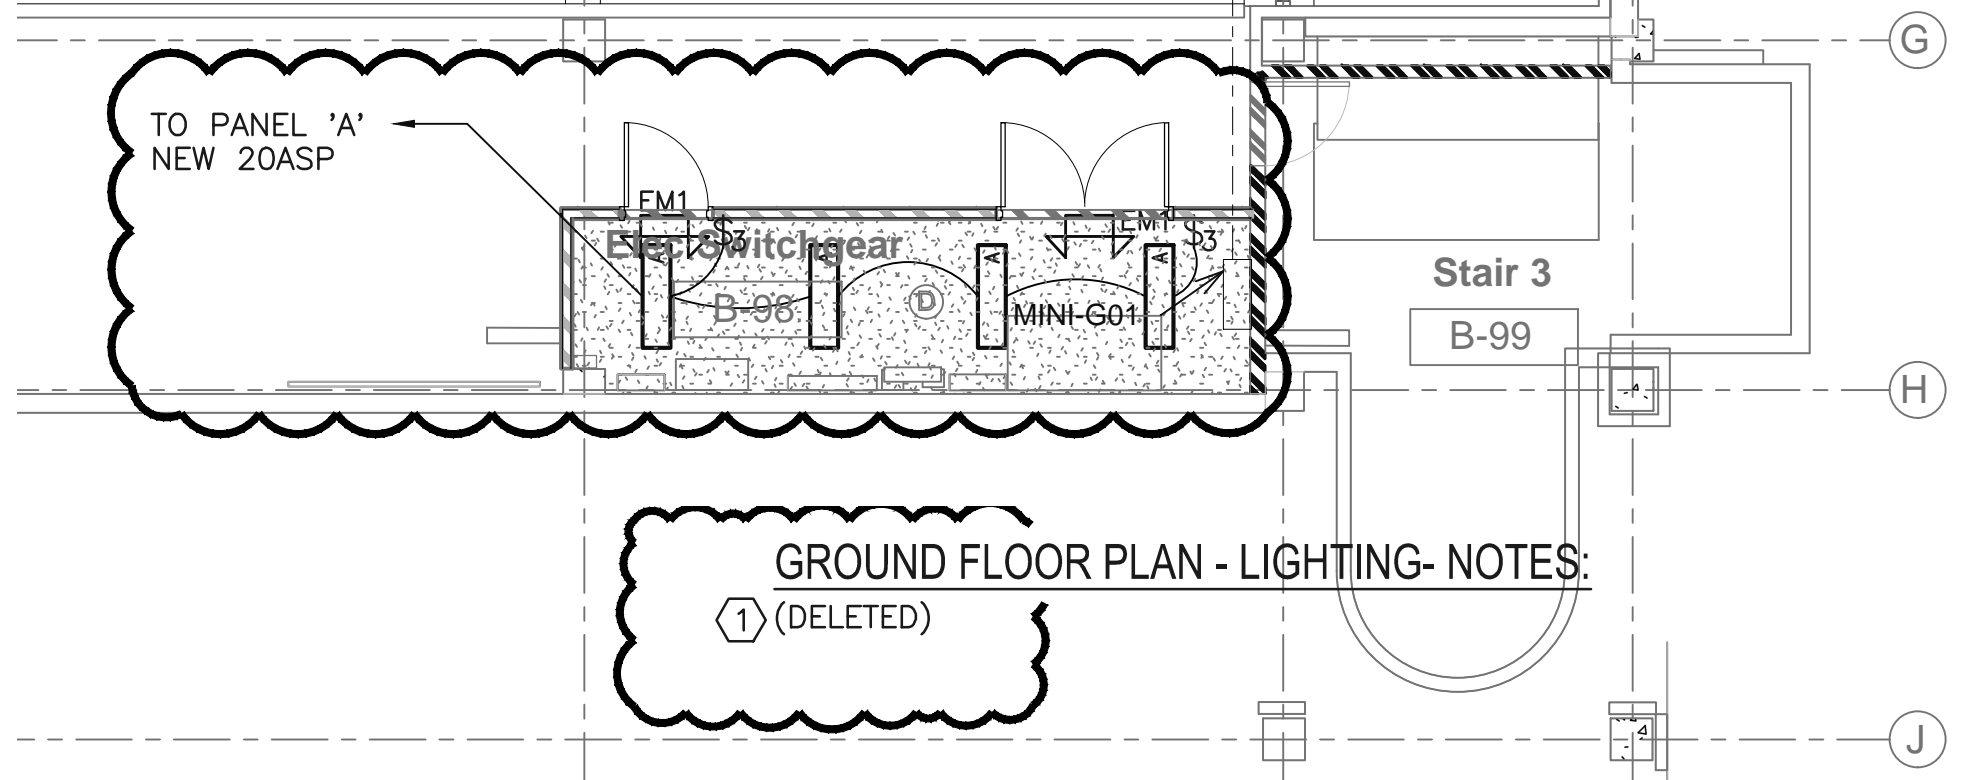 G
TO PANEL 'A'
NEW 20ASP
EM1
EM1
$3
$3
Elec Switchgear
A
A
A
A
B-98
D
MINI-G01
Stair 3
B-99
H
GROUND FLOOR PLAN - LIGHTING- NOTES:
1 (DELETED)
J